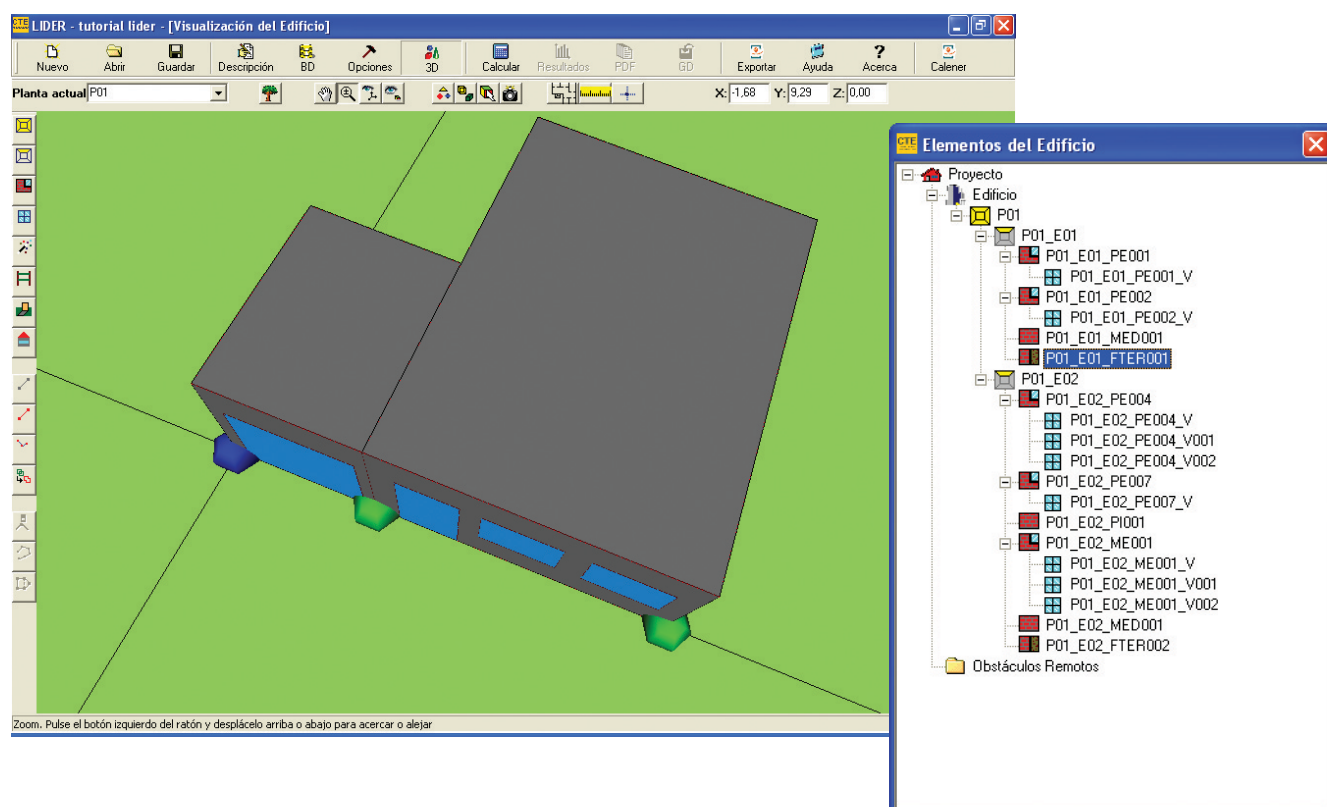 CTE LIDER - tutorial lider - [Visualización del Edificio]
Nuevo Abrir Guardar Descripción BD Opciones 3D Calcular Resultados PDF GD Exportar Ayuda Acerca Calener
Planta actual P01 X: -1,68 Y: 9,29 Z: 0,00
Zoom. Pulse el botón izquierdo del ratón y desplácelo arriba o abajo para acercar o alejar
CTE Elementos del Edificio
Proyecto
Edificio
P01
P01_E01
P01_E01_PE001
P01_E01_PE001_V
P01_E01_PE002
P01_E01_PE002_V
P01_E01_MED001
P01_E01_FTER001
P01_E02
P01_E02_PE004
P01_E02_PE004_V
P01_E02_PE004_V001
P01_E02_PE004_V002
P01_E02_PE007
P01_E02_PE007_V
P01_E02_PI001
P01_E02_ME001
P01_E02_ME001_V
P01_E02_ME001_V001
P01_E02_ME001_V002
P01_E02_MED001
P01_E02_FTER002
Obstáculos Remotos